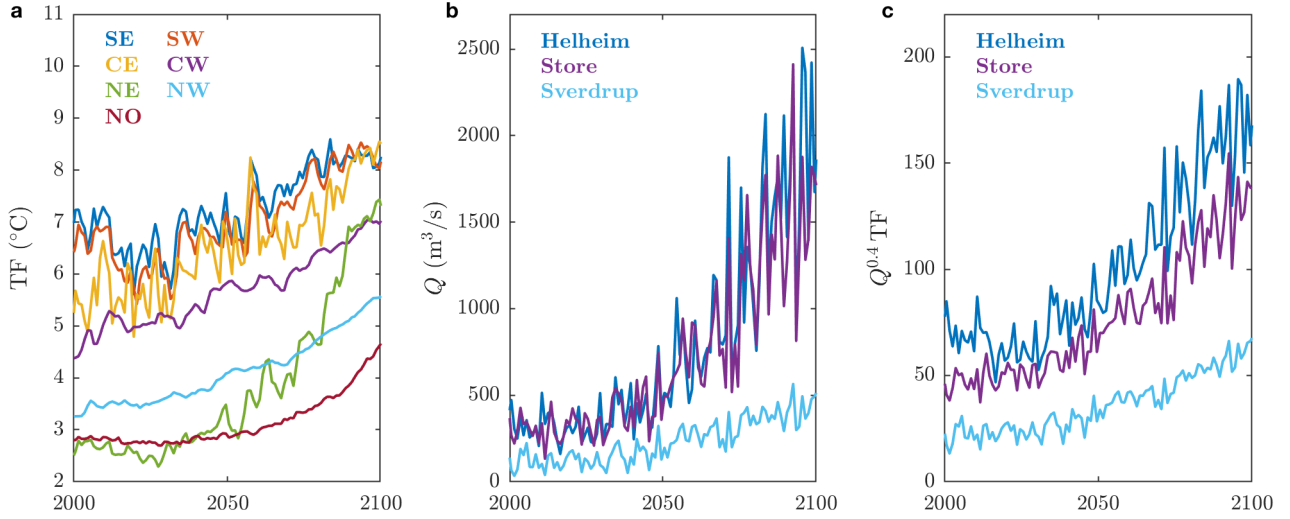 a
TF (°C)
11
10
9
8
7
6
5
4
3
2
SE SW
CE CW
NE NW
NO
2000 2050 2100
b
Q (m³/s)
2500
2000
1500
1000
500
0
Helheim
Store
Sverdrup
2000 2050 2100
c
Q⁰·⁴ TF
200
150
100
50
0
Helheim
Store
Sverdrup
2000 2050 2100